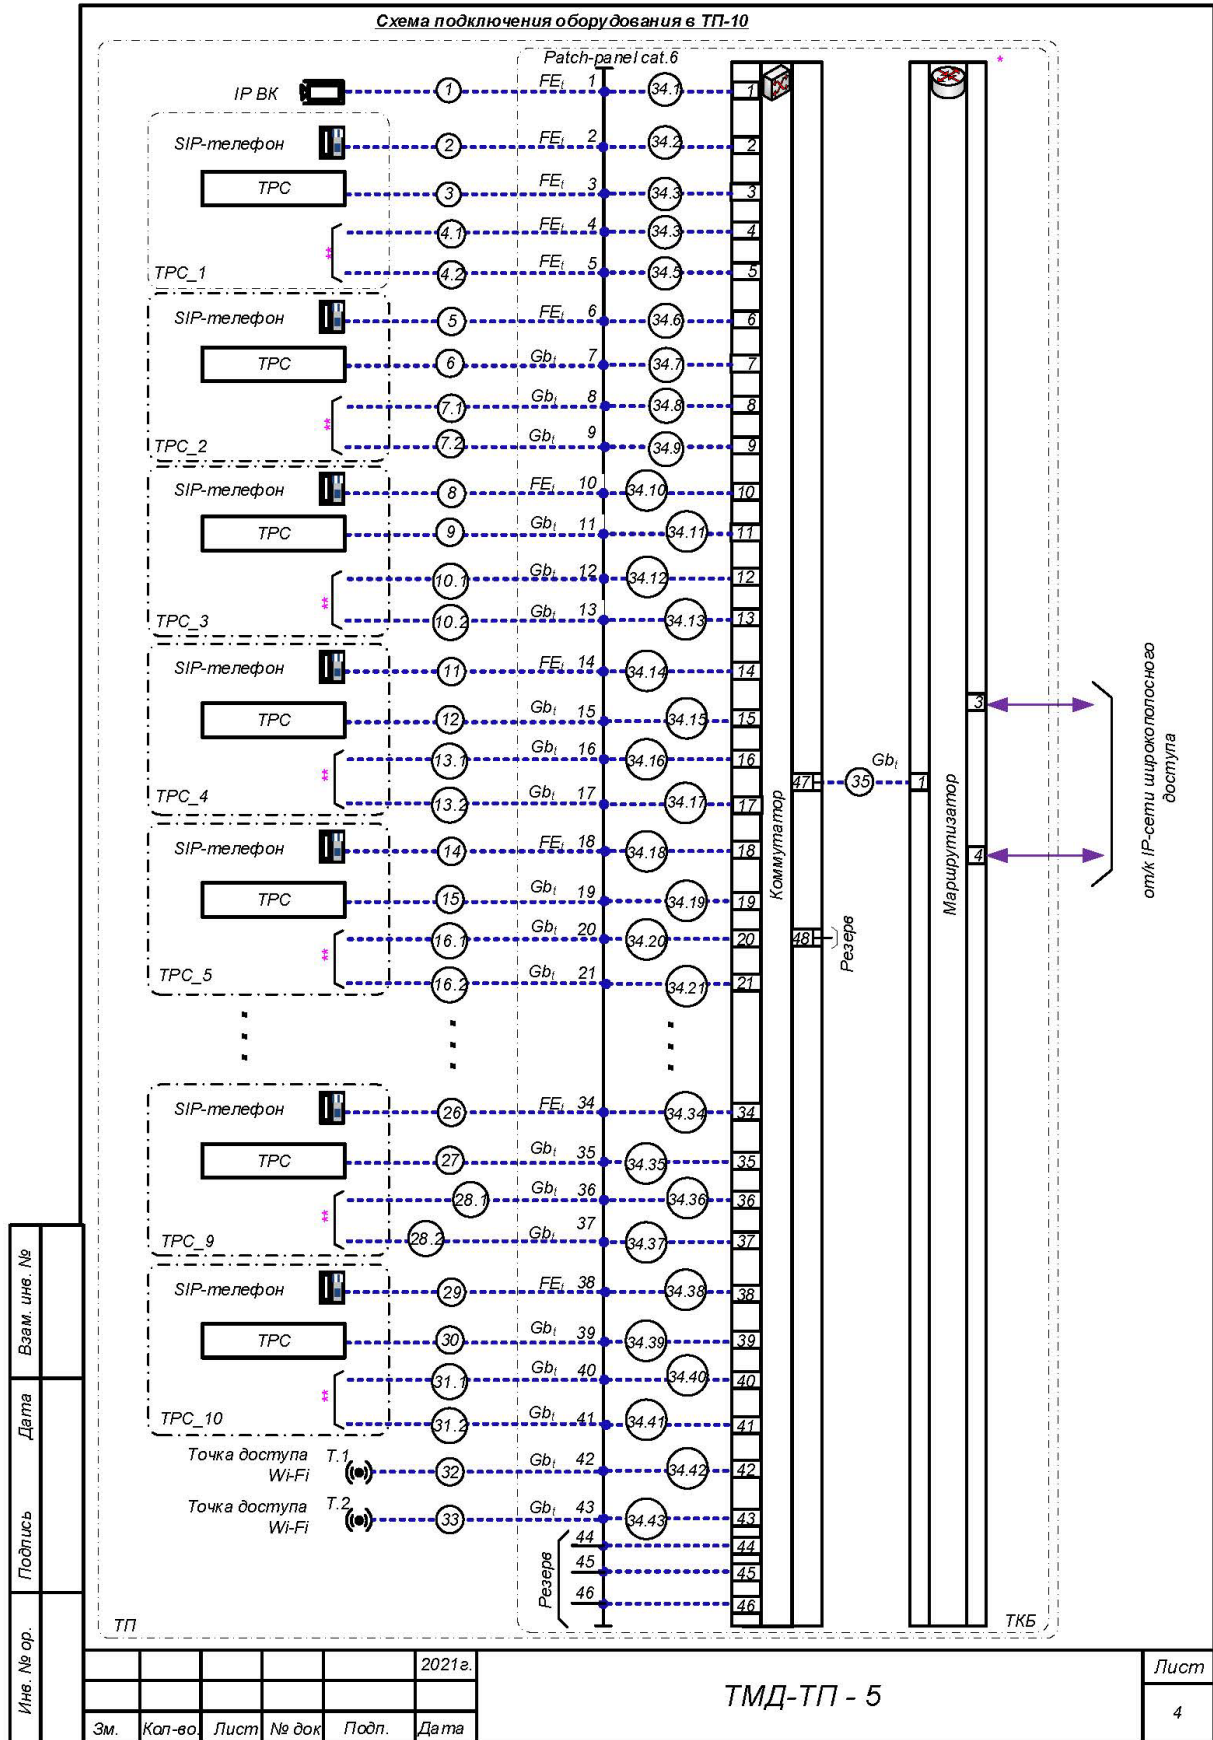 Схема подключения оборудования в ТП-10
Patch-panel cat.6
*
IP ВК 1 FEt 1 34.1 1
SIP-телефон 2 FEt 2 34.2 2
ТРС 3 FEt 3 34.3 3
4.1 FEt 4 34.3 4
**
ТРС_1 4.2 FEt 5 34.5 5
SIP-телефон 5 FEt 6 34.6 6
ТРС 6 Gbt 7 34.7 7
7.1 Gbt 8 34.8 8
**
ТРС_2 7.2 Gbt 9 34.9 9
SIP-телефон 8 FEt 10 34.10 10
ТРС 9 Gbt 11 34.11 11
10.1 Gbt 12 34.12 12
**
ТРС_3 10.2 Gbt 13 34.13 13
SIP-телефон 11 FEt 14 34.14 14
ТРС 12 Gbt 15 34.15 15
13.1 Gbt 16 34.16 16
**
ТРС_4 13.2 Gbt 17 34.17 17
SIP-телефон 14 FEt 18 34.18 18
ТРС 15 Gbt 19 34.19 19
16.1 Gbt 20 34.20 20
**
ТРС_5 16.2 Gbt 21 34.21 21
SIP-телефон 26 FEt 34 34.34 34
ТРС 27 Gbt 35 34.35 35
28.1 Gbt 36 34.36 36
**
ТРС_9 28.2 Gbt 37 34.37 37
SIP-телефон 29 FEt 38 34.38 38
ТРС 30 Gbt 39 34.39 39
31.1 Gbt 40 34.40 40
**
ТРС_10 31.2 Gbt 41 34.41 41
Точка доступа Т.1
Wi-Fi 32 Gbt 42 34.42 42
Точка доступа Т.2
Wi-Fi 33 Gbt 43 34.43 43
Резерв
44 44
45 45
46 46
Коммутатор
47 35 Gbt 1
48 Резерв
Маршрутизатор
3
4
от/к IP-сети широкополосного
доступа
ТП
ТКБ
Взам. инв. №
Дата
Подпись
Инв. № ор.
2021г.
Зм. Кол-во. Лист № док Подп. Дата
ТМД-ТП - 5
Лист
4